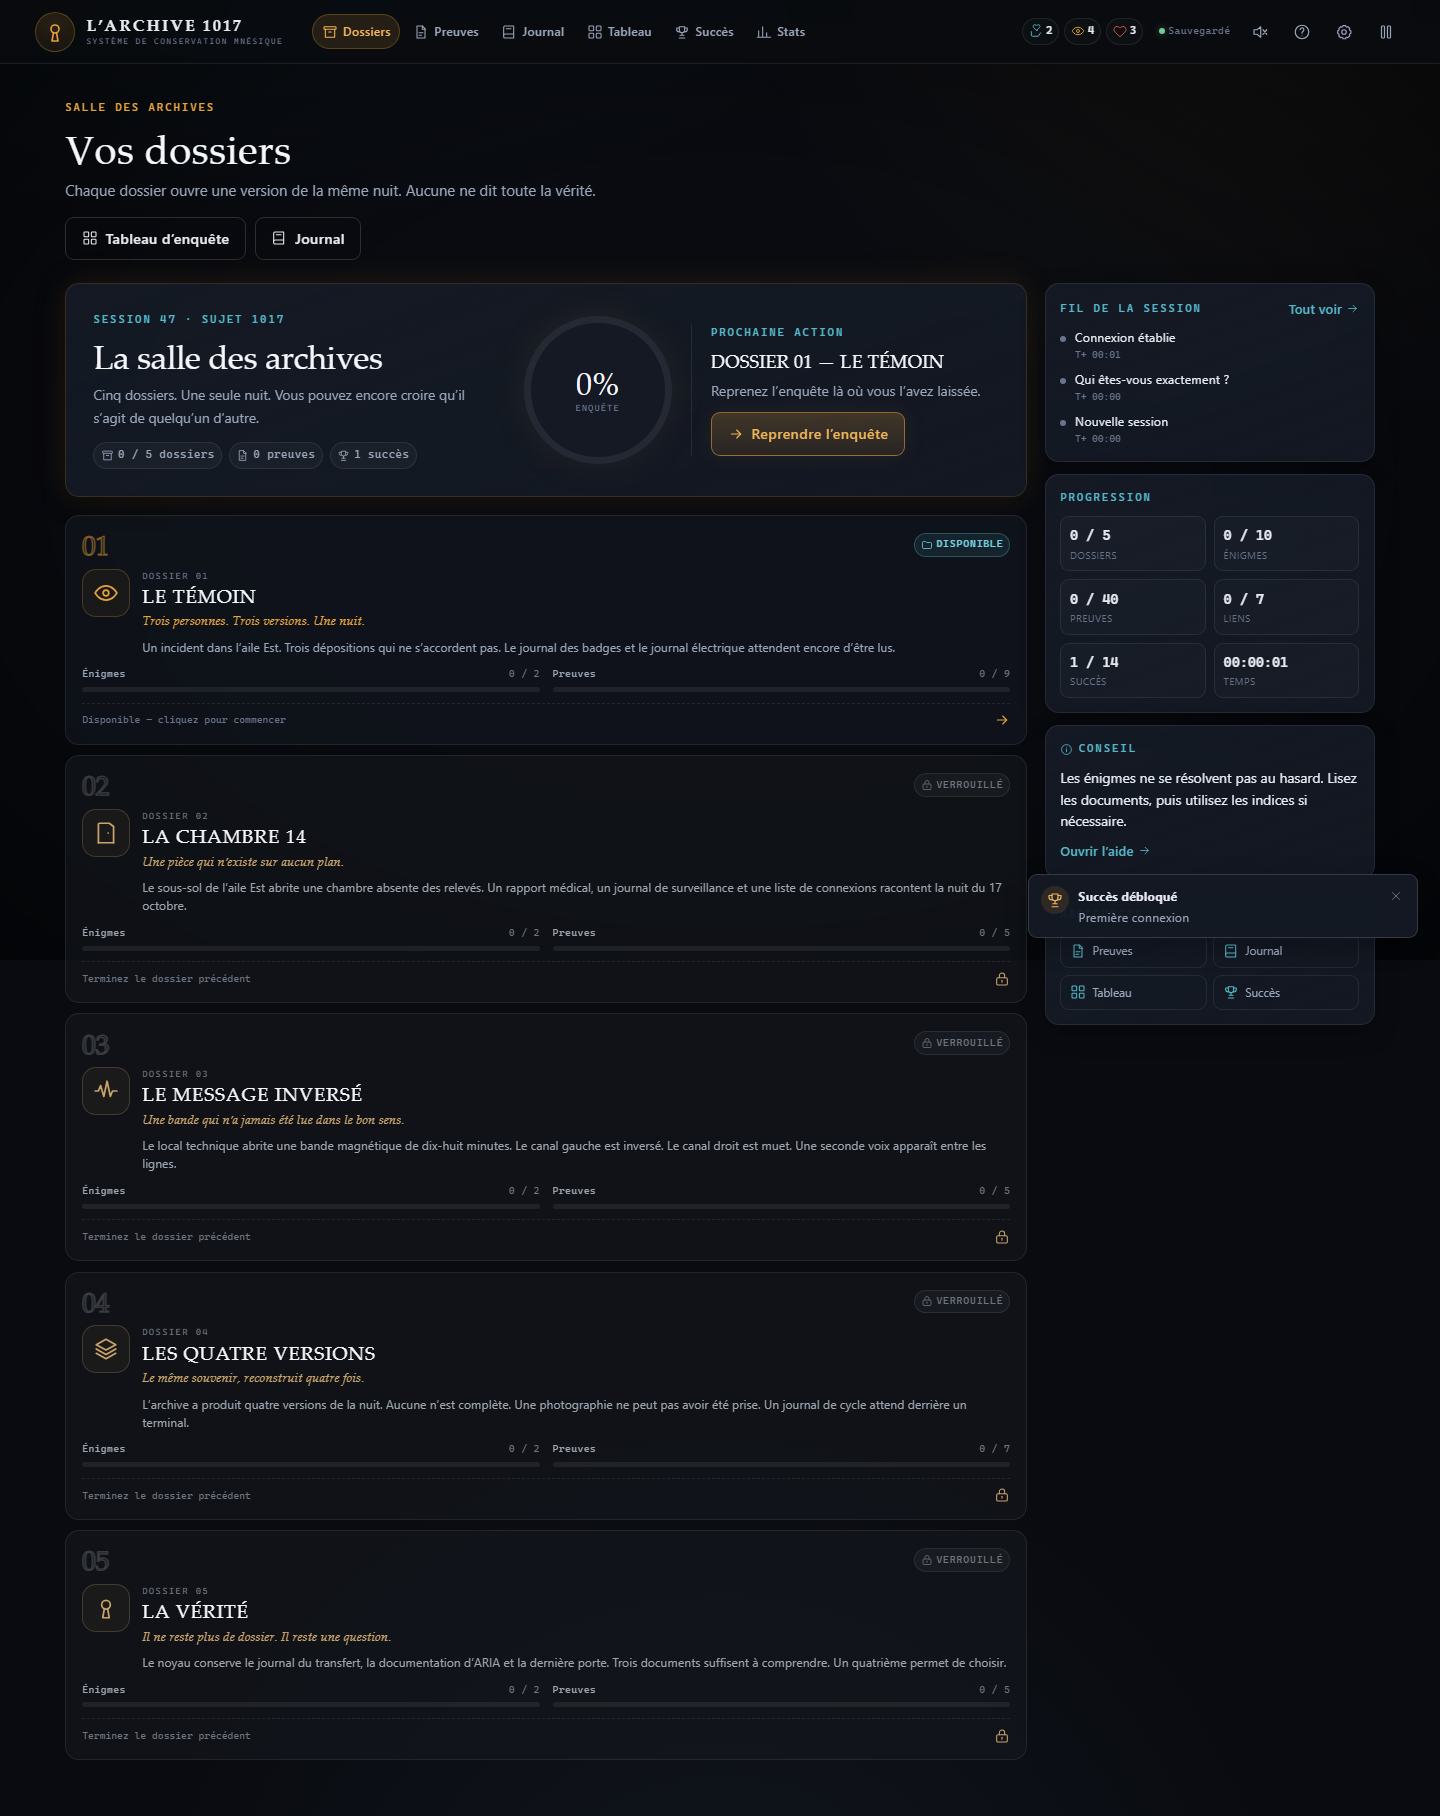 L'ARCHIVE 1017
SYSTÈME DE CONSERVATION MNÉSIQUE
Dossiers
Preuves
Journal
Tableau
Succès
Stats
2
4
3
Sauvegardé
SALLE DES ARCHIVES
Vos dossiers
Chaque dossier ouvre une version de la même nuit. Aucune ne dit toute la vérité.
Tableau d'enquête
Journal
SESSION 47 · SUJET 1017
La salle des archives
Cinq dossiers. Une seule nuit. Vous pouvez encore croire qu'il
s'agit de quelqu'un d'autre.
0 / 5 dossiers
0 preuves
1 succès
0%
ENQUÊTE
PROCHAINE ACTION
DOSSIER 01 — LE TÉMOIN
Reprenez l'enquête là où vous l'avez laissée.
Reprendre l'enquête
01
DISPONIBLE
DOSSIER 01
LE TÉMOIN
Trois personnes. Trois versions. Une nuit.
Un incident dans l'aile Est. Trois dépositions qui ne s'accordent pas. Le journal des badges et le journal électrique attendent encore d'être lus.
Énigmes 0 / 2
Preuves 0 / 9
Disponible — cliquez pour commencer
02
VERROUILLÉ
DOSSIER 02
LA CHAMBRE 14
Une pièce qui n'existe sur aucun plan.
Le sous-sol de l'aile Est abrite une chambre absente des relevés. Un rapport médical, un journal de surveillance et une liste de connexions racontent la nuit du 17
octobre.
Énigmes 0 / 2
Preuves 0 / 5
Terminez le dossier précédent
03
VERROUILLÉ
DOSSIER 03
LE MESSAGE INVERSÉ
Une bande qui n'a jamais été lue dans le bon sens.
Le local technique abrite une bande magnétique de dix-huit minutes. Le canal gauche est inversé. Le canal droit est muet. Une seconde voix apparaît entre les
lignes.
Énigmes 0 / 2
Preuves 0 / 5
Terminez le dossier précédent
04
VERROUILLÉ
DOSSIER 04
LES QUATRE VERSIONS
Le même souvenir, reconstruit quatre fois.
L'archive a produit quatre versions de la nuit. Aucune n'est complète. Une photographie ne peut pas avoir été prise. Un journal de cycle attend derrière un
terminal.
Énigmes 0 / 2
Preuves 0 / 7
Terminez le dossier précédent
05
VERROUILLÉ
DOSSIER 05
LA VÉRITÉ
Il ne reste plus de dossier. Il reste une question.
Le noyau conserve le journal du transfert, la documentation d'ARIA et la dernière porte. Trois documents suffisent à comprendre. Un quatrième permet de choisir.
Énigmes 0 / 2
Preuves 0 / 5
Terminez le dossier précédent
FIL DE LA SESSION
Tout voir
Connexion établie
T+ 00:01
Qui êtes-vous exactement ?
T+ 00:00
Nouvelle session
T+ 00:00
PROGRESSION
0 / 5
DOSSIERS
0 / 10
ÉNIGMES
0 / 40
PREUVES
0 / 7
LIENS
1 / 14
SUCCÈS
00:00:01
TEMPS
CONSEIL
Les énigmes ne se résolvent pas au hasard. Lisez
les documents, puis utilisez les indices si
nécessaire.
Ouvrir l'aide
Succès débloqué
Première connexion
Preuves
Journal
Tableau
Succès